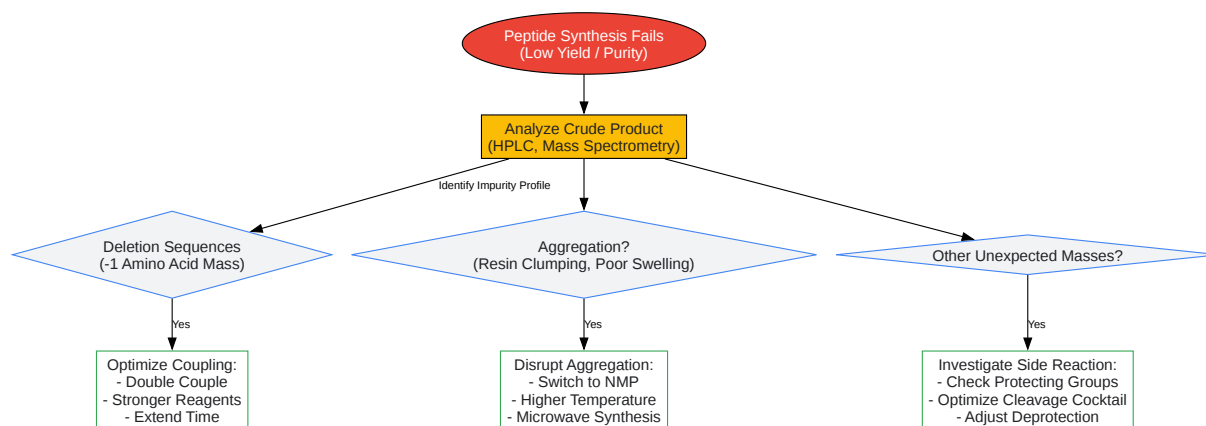 Peptide Synthesis Fails
(Low Yield / Purity)
Analyze Crude Product
(HPLC, Mass Spectrometry)
Identify Impurity Profile
Deletion Sequences
(-1 Amino Acid Mass)
Aggregation?
(Resin Clumping, Poor Swelling)
Other Unexpected Masses?
Yes
Yes
Yes
Optimize Coupling:
- Double Couple
- Stronger Reagents
- Extend Time
Disrupt Aggregation:
- Switch to NMP
- Higher Temperature
- Microwave Synthesis
Investigate Side Reaction:
- Check Protecting Groups
- Optimize Cleavage Cocktail
- Adjust Deprotection